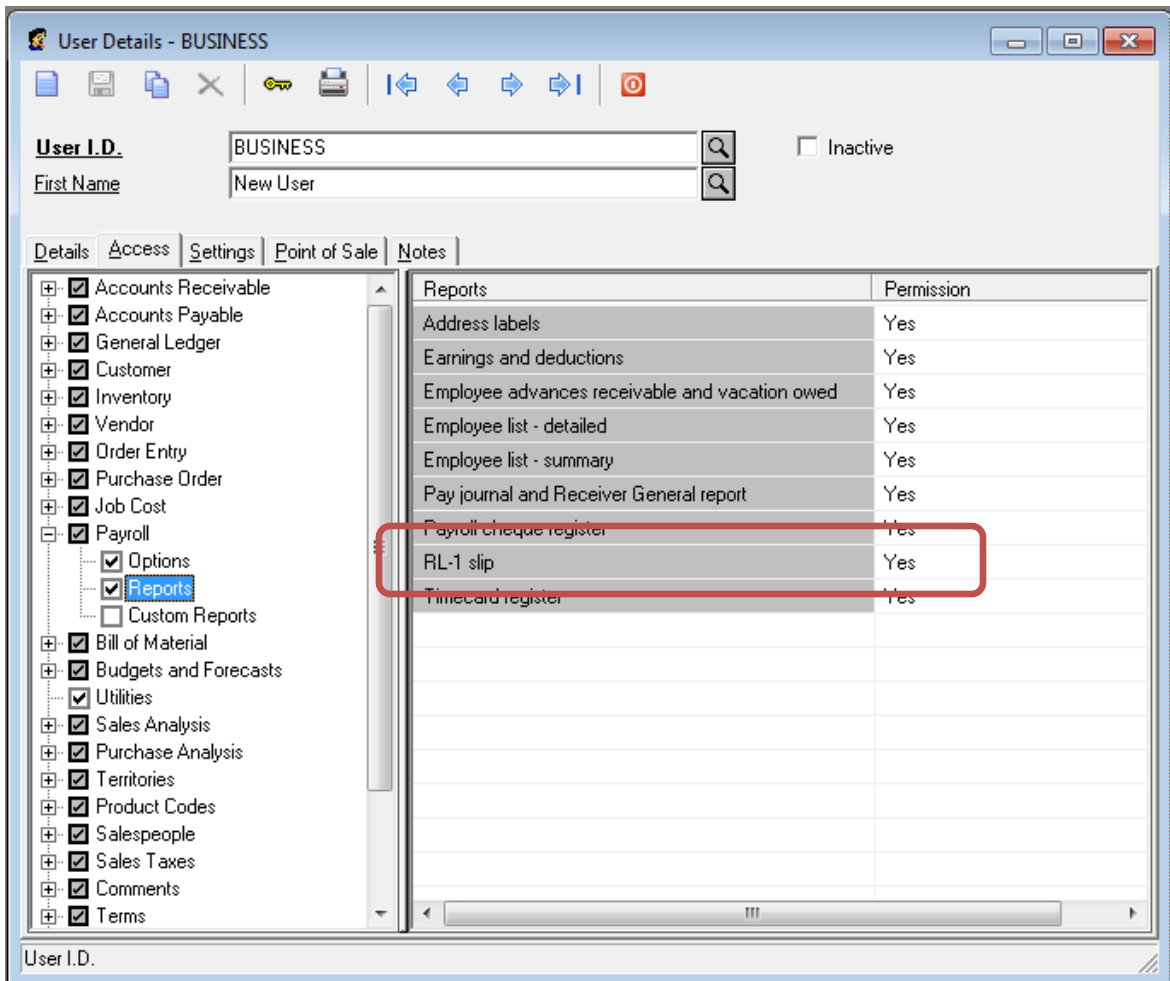 User Details - BUSINESS
User I.D.
BUSINESS
Inactive
First Name
New User
Details
Access
Settings
Point of Sale
Notes
Accounts Receivable
Accounts Payable
General Ledger
Customer
Inventory
Vendor
Order Entry
Purchase Order
Job Cost
Payroll
Options
Reports
Custom Reports
Bill of Material
Budgets and Forecasts
Utilities
Sales Analysis
Purchase Analysis
Territories
Product Codes
Salespeople
Sales Taxes
Comments
Terms
Reports Permission
Address labels Yes
Earnings and deductions Yes
Employee advances receivable and vacation owed Yes
Employee list - detailed Yes
Employee list - summary Yes
Pay journal and Receiver General report Yes
Payroll cheque register Yes
RL-1 slip Yes
Timecard register Yes
User I.D.